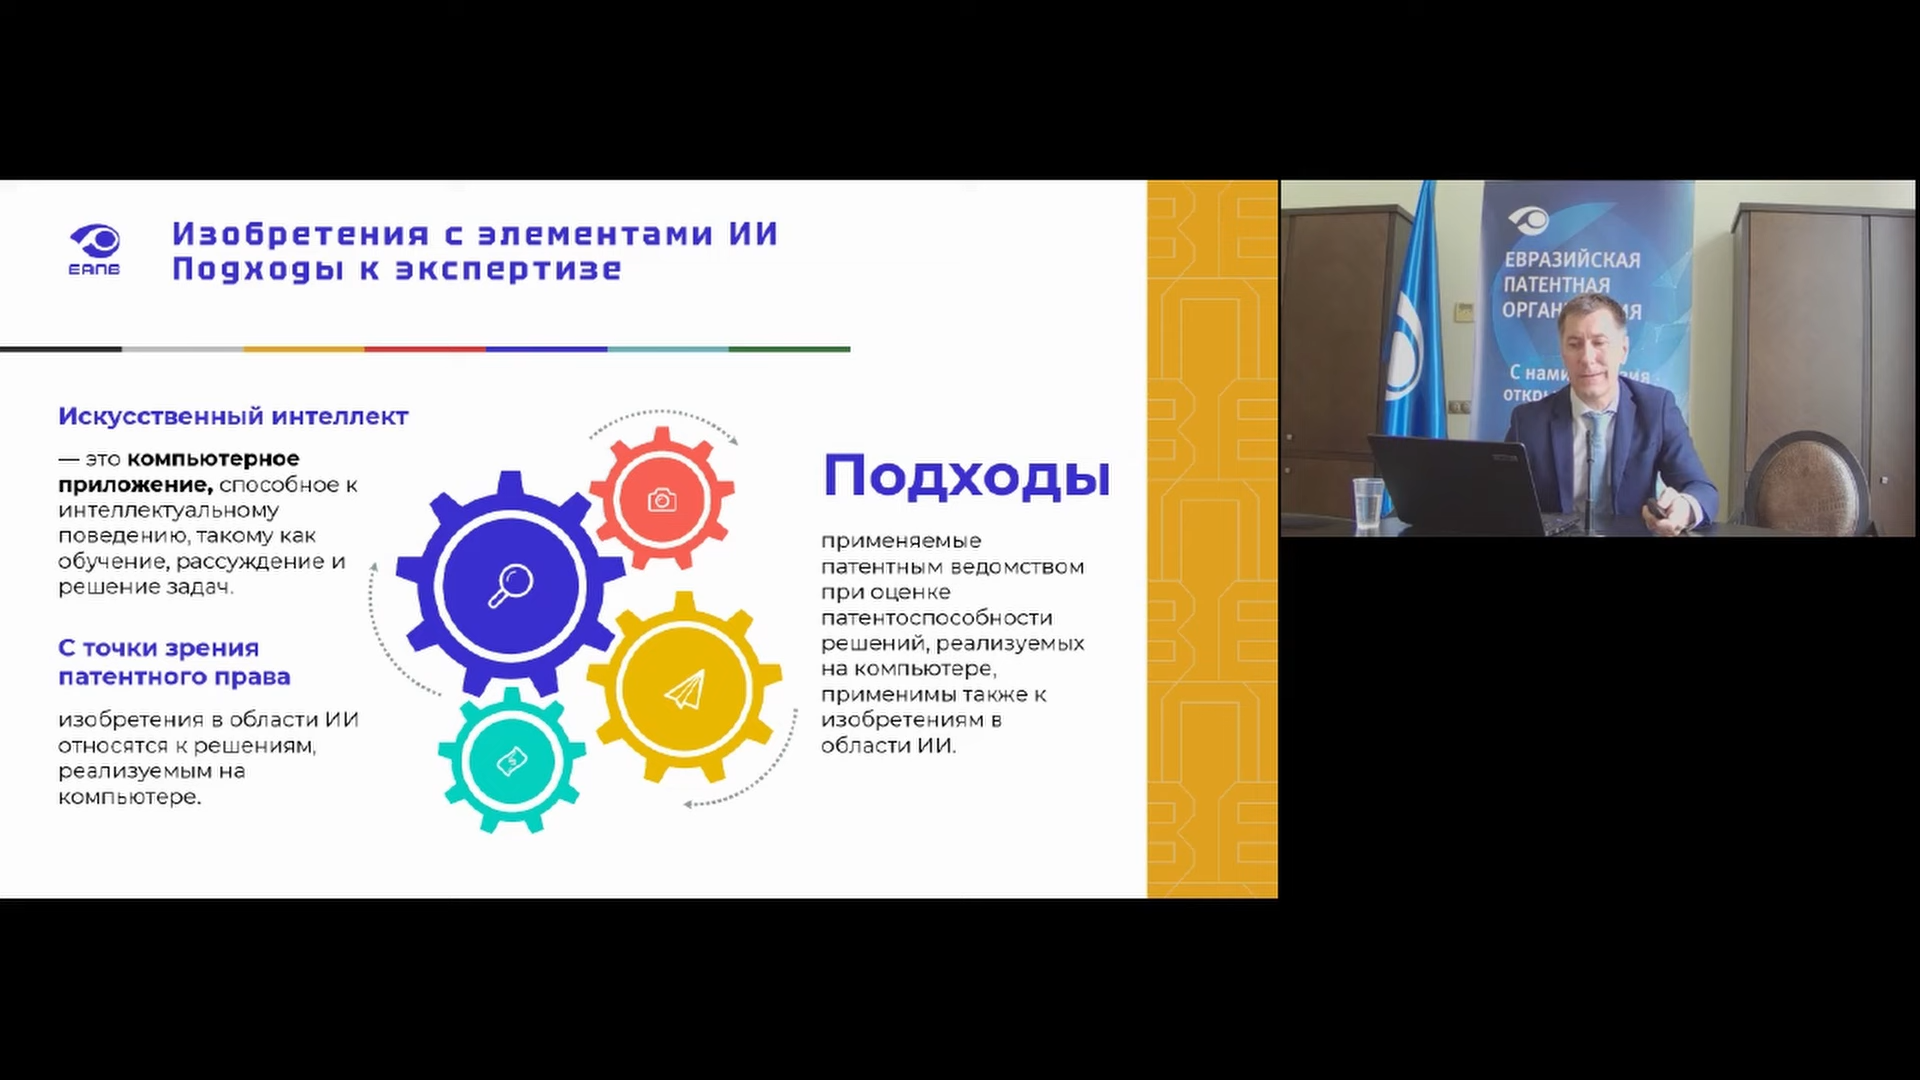 ЕАПВ
Изобретения с элементами ИИ
Подходы к экспертизе
Искусственный интеллект
— это компьютерное
приложение, способное к
интеллектуальному
поведению, такому как
обучение, рассуждение и
решение задач.
С точки зрения
патентного права
изобретения в области ИИ
относятся к решениям,
реализуемым на
компьютере.
Подходы
применяемые
патентным ведомством
при оценке
патентоспособности
решений, реализуемых
на компьютере,
применимы также к
изобретениям в
области ИИ.
ЕВРАЗИЙСКАЯ
ПАТЕНТНАЯ
С нами